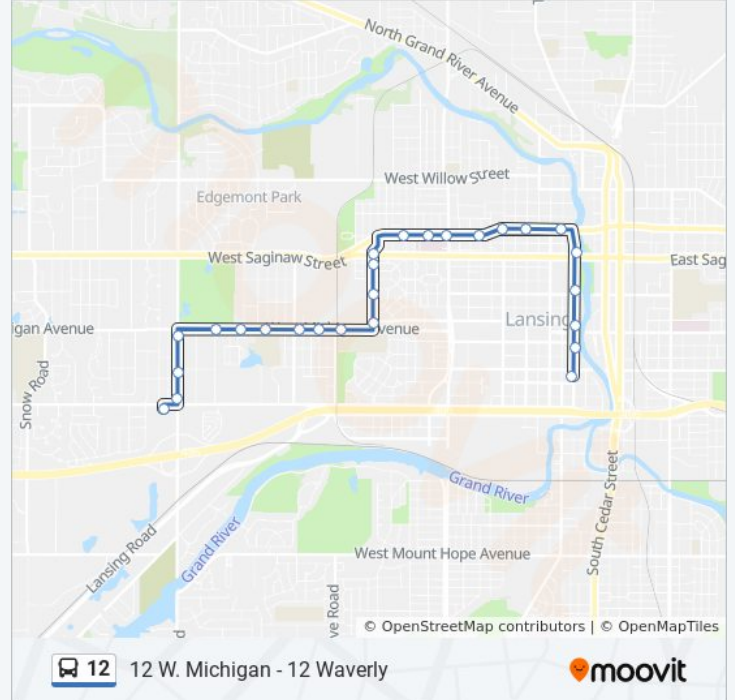 North Grand River Avenue
West Willow Street
Edgemont Park
West Saginaw Street
East Sag
igan Avenue
venue
Lansing
Snow Road
Grand River
South Cedar Street
Lansing Road
Grand River
West Mount Hope Avenue
ve Road
d
© OpenStreetMap contributors | © OpenMapTiles
12 12 W. Michigan - 12 Waverly
moovit